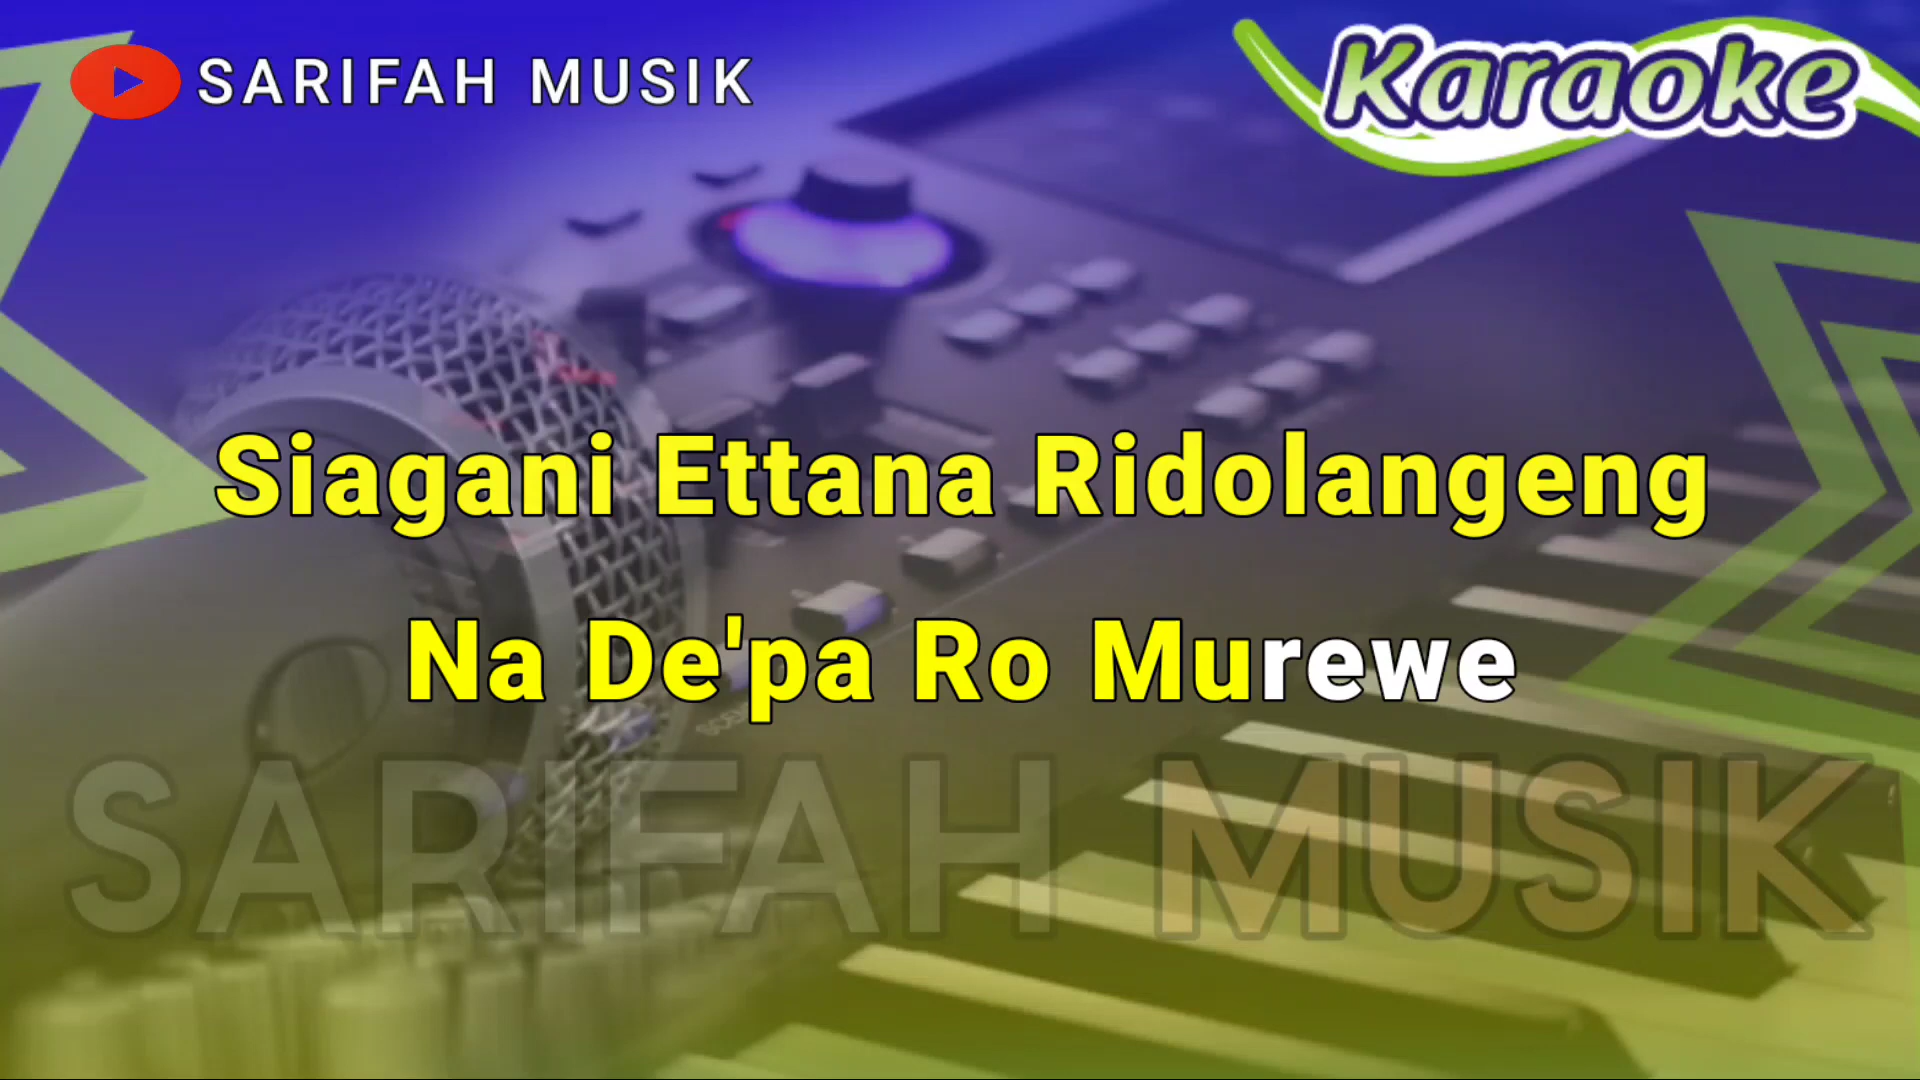 SARIFAH MUSIK
Karaoke
Siagani Ettana Ridolangeng
Na De'pa Ro Murewe
SARIFAH MUSIK